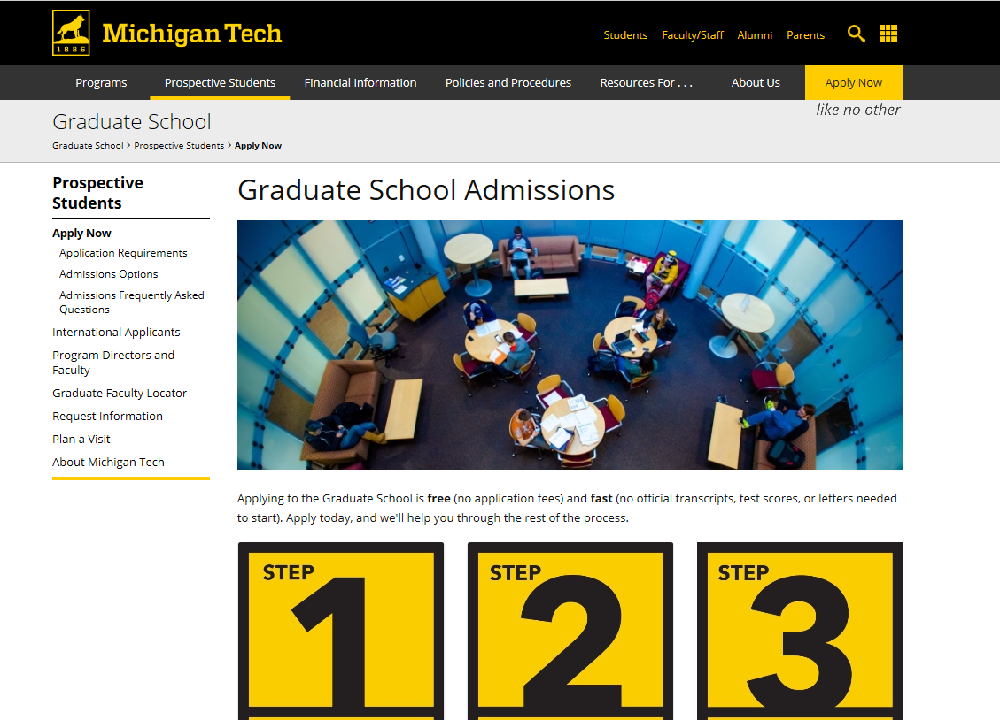 Michigan Tech
1885
Students Faculty/Staff Alumni Parents
Programs Prospective Students Financial Information Policies and Procedures Resources For . . . About Us Apply Now
like no other
Graduate School
Graduate School > Prospective Students > Apply Now
Prospective
Students
Apply Now
Application Requirements
Admissions Options
Admissions Frequently Asked
Questions
International Applicants
Program Directors and
Faculty
Graduate Faculty Locator
Request Information
Plan a Visit
About Michigan Tech
Graduate School Admissions
Applying to the Graduate School is free (no application fees) and fast (no official transcripts, test scores, or letters needed
to start). Apply today, and we'll help you through the rest of the process.
STEP
1
STEP
2
STEP
3